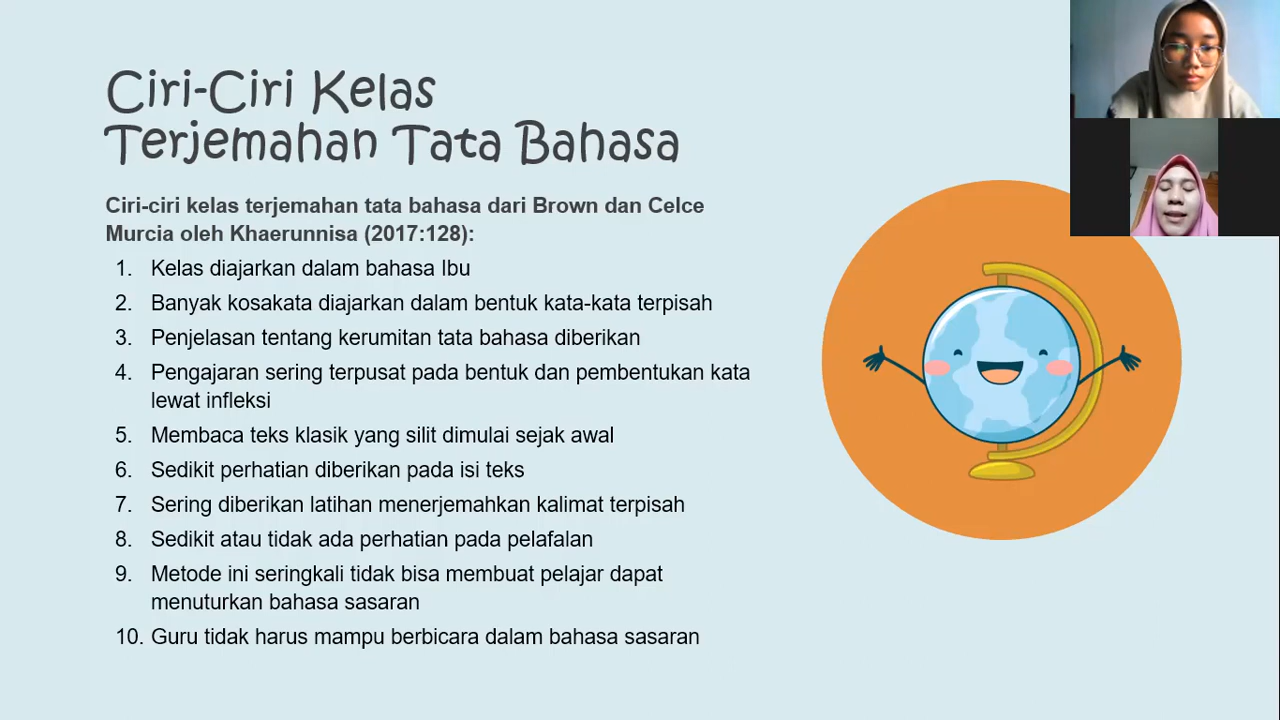 Ciri-Ciri Kelas
Terjemahan Tata Bahasa
Ciri-ciri kelas terjemahan tata bahasa dari Brown dan Celce
Murcia oleh Khaerunnisa (2017:128):
1. Kelas diajarkan dalam bahasa Ibu
2. Banyak kosakata diajarkan dalam bentuk kata-kata terpisah
3. Penjelasan tentang kerumitan tata bahasa diberikan
4. Pengajaran sering terpusat pada bentuk dan pembentukan kata
lewat infleksi
5. Membaca teks klasik yang silit dimulai sejak awal
6. Sedikit perhatian diberikan pada isi teks
7. Sering diberikan latihan menerjemahkan kalimat terpisah
8. Sedikit atau tidak ada perhatian pada pelafalan
9. Metode ini seringkali tidak bisa membuat pelajar dapat
menuturkan bahasa sasaran
10. Guru tidak harus mampu berbicara dalam bahasa sasaran